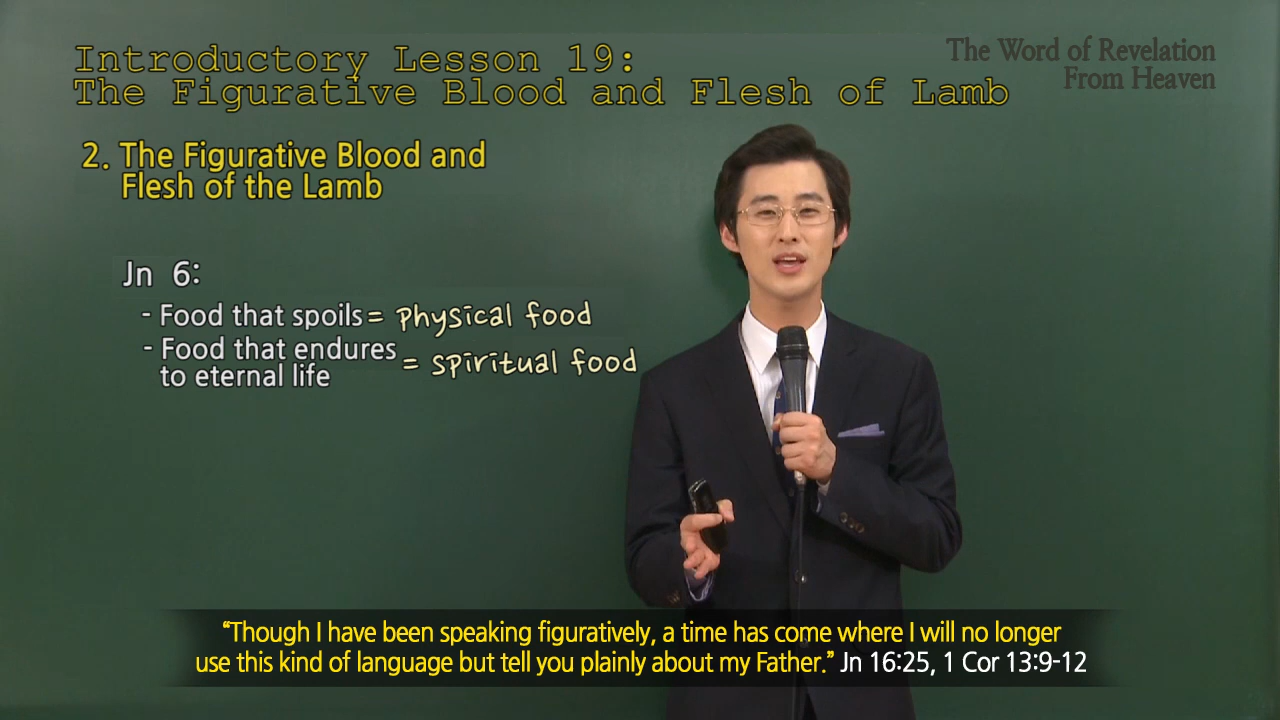 Introductory Lesson 19:
The Figurative Blood and Flesh of Lamb
The Word of Revelation
From Heaven
2. The Figurative Blood and
Flesh of the Lamb
Jn 6:
- Food that spoils = physical food
- Food that endures
to eternal life = spiritual food
“Though I have been speaking figuratively, a time has come where I will no longer
use this kind of language but tell you plainly about my Father.” Jn 16:25, 1 Cor 13:9-12